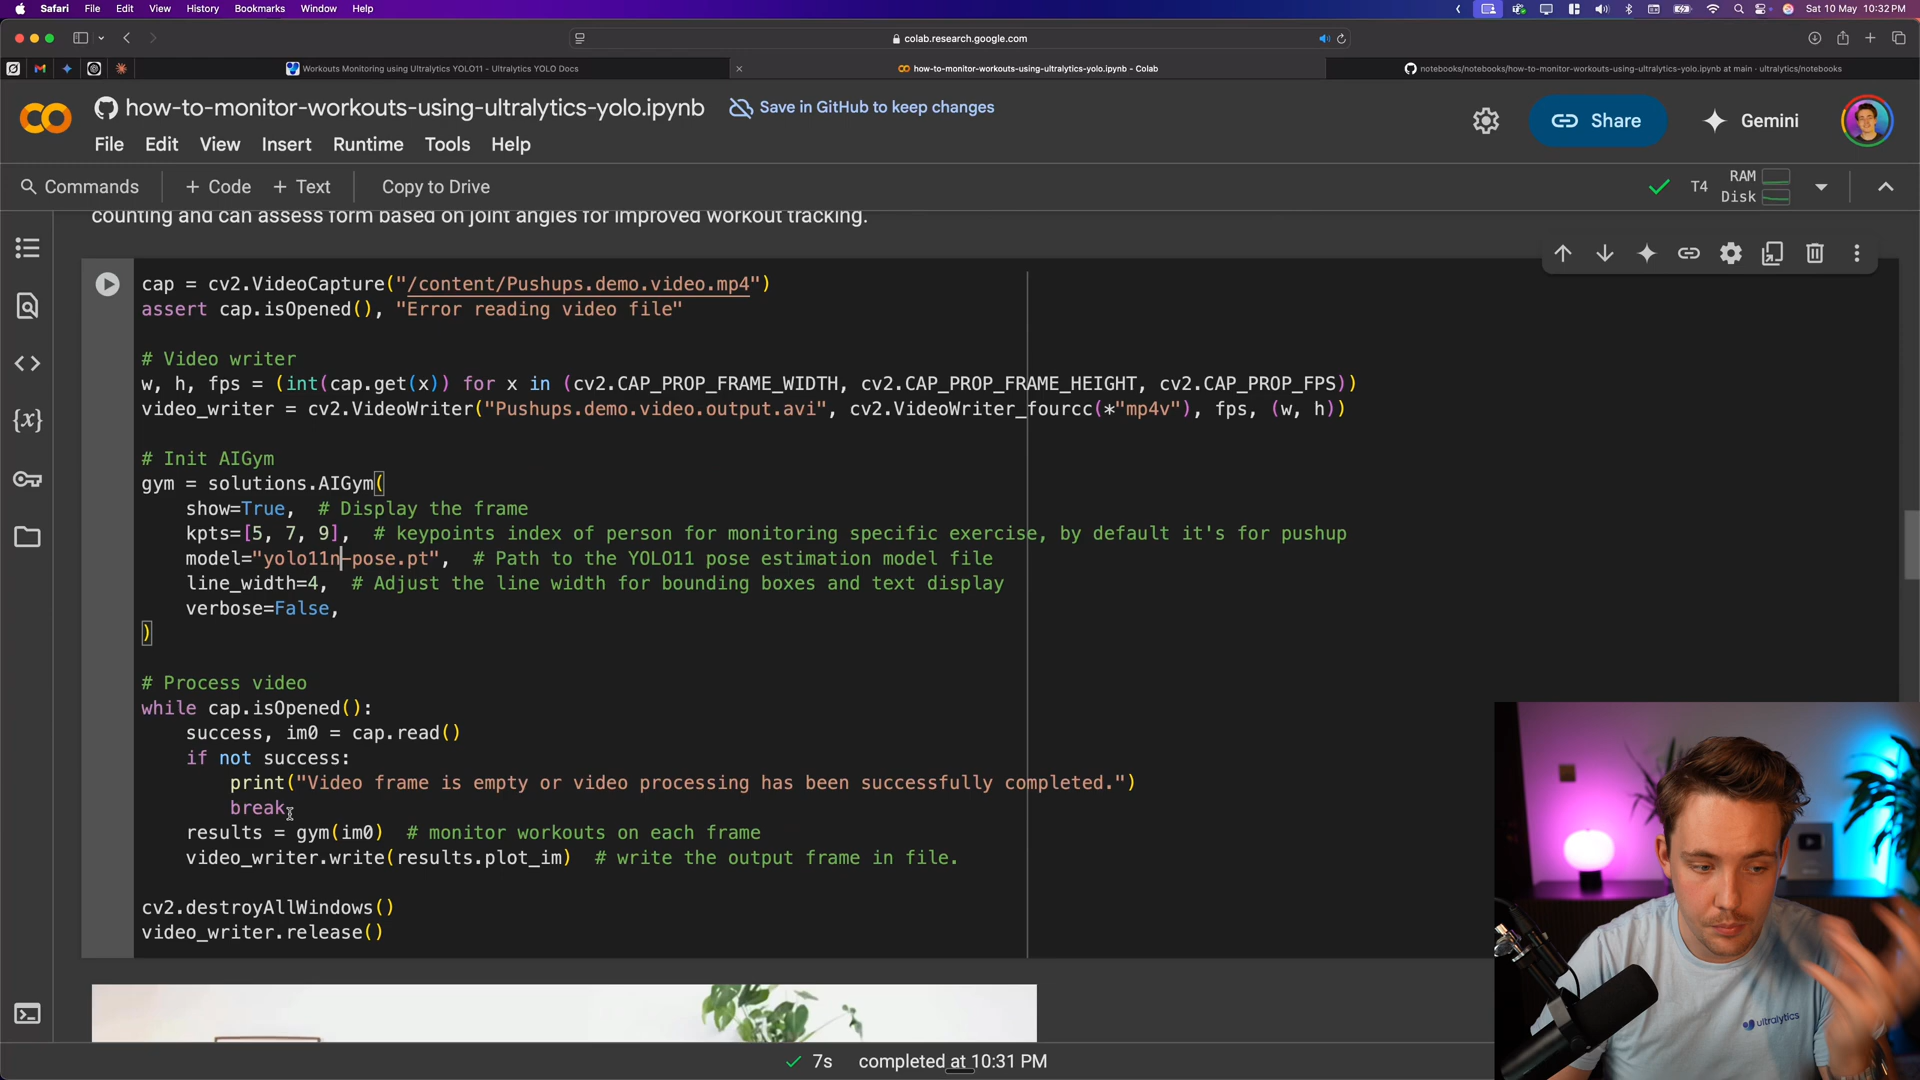 Safari File Edit View History Bookmarks Window Help
Sat 10 May 10:32 PM
colab.research.google.com
Workouts Monitoring using Ultralytics YOLO11 - Ultralytics YOLO Docs
how-to-monitor-workouts-using-ultralytics-yolo.ipynb - Colab
notebooks/notebooks/how-to-monitor-workouts-using-ultralytics-yolo.ipynb at main · ultralytics/notebooks
how-to-monitor-workouts-using-ultralytics-yolo.ipynb
Save in GitHub to keep changes
Share
Gemini
File Edit View Insert Runtime Tools Help
Commands + Code + Text Copy to Drive
T4
RAM
Disk
counting and can assess form based on joint angles for improved workout tracking.
cap = cv2.VideoCapture("/content/Pushups.demo.video.mp4")
assert cap.isOpened(), "Error reading video file"
# Video writer
w, h, fps = (int(cap.get(x)) for x in (cv2.CAP_PROP_FRAME_WIDTH, cv2.CAP_PROP_FRAME_HEIGHT, cv2.CAP_PROP_FPS))
video_writer = cv2.VideoWriter("Pushups.demo.video.output.avi", cv2.VideoWriter_fourcc(*"mp4v"), fps, (w, h))
# Init AIGym
gym = solutions.AIGym(
show=True, # Display the frame
kpts=[5, 7, 9], # keypoints index of person for monitoring specific exercise, by default it's for pushup
model="yolo11n-pose.pt", # Path to the YOLO11 pose estimation model file
line_width=4, # Adjust the line width for bounding boxes and text display
verbose=False,
)
# Process video
while cap.isOpened():
success, im0 = cap.read()
if not success:
print("Video frame is empty or video processing has been successfully completed.")
break
results = gym(im0) # monitor workouts on each frame
video_writer.write(results.plot_im) # write the output frame in file.
cv2.destroyAllWindows()
video_writer.release()
7s completed at 10:31 PM
ultralytics